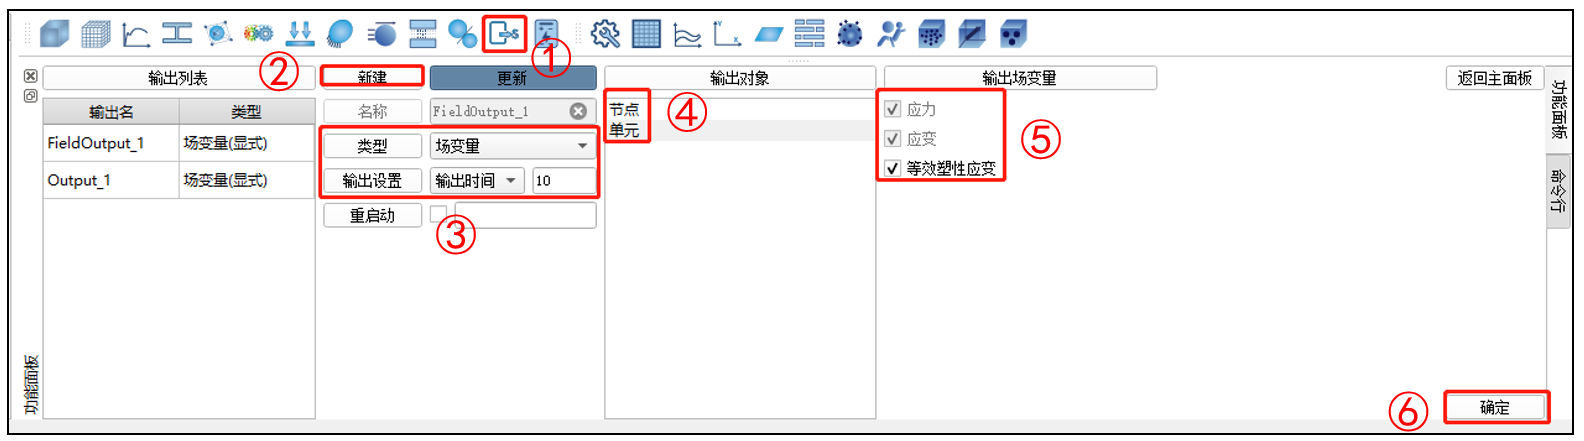 ①
② 输出列表 新建 更新 输出对象 输出场变量 返回主面板
输出名 类型 名称 FieldOutput_1 节点 ④ 应力
单元
FieldOutput_1 场变量(显式) 类型 场变量 应变 ⑤
Output_1 场变量(显式) 输出设置 输出时间 10 等效塑性应变
重启动
③
功能面板
命令行
功能面板
⑥ 确定